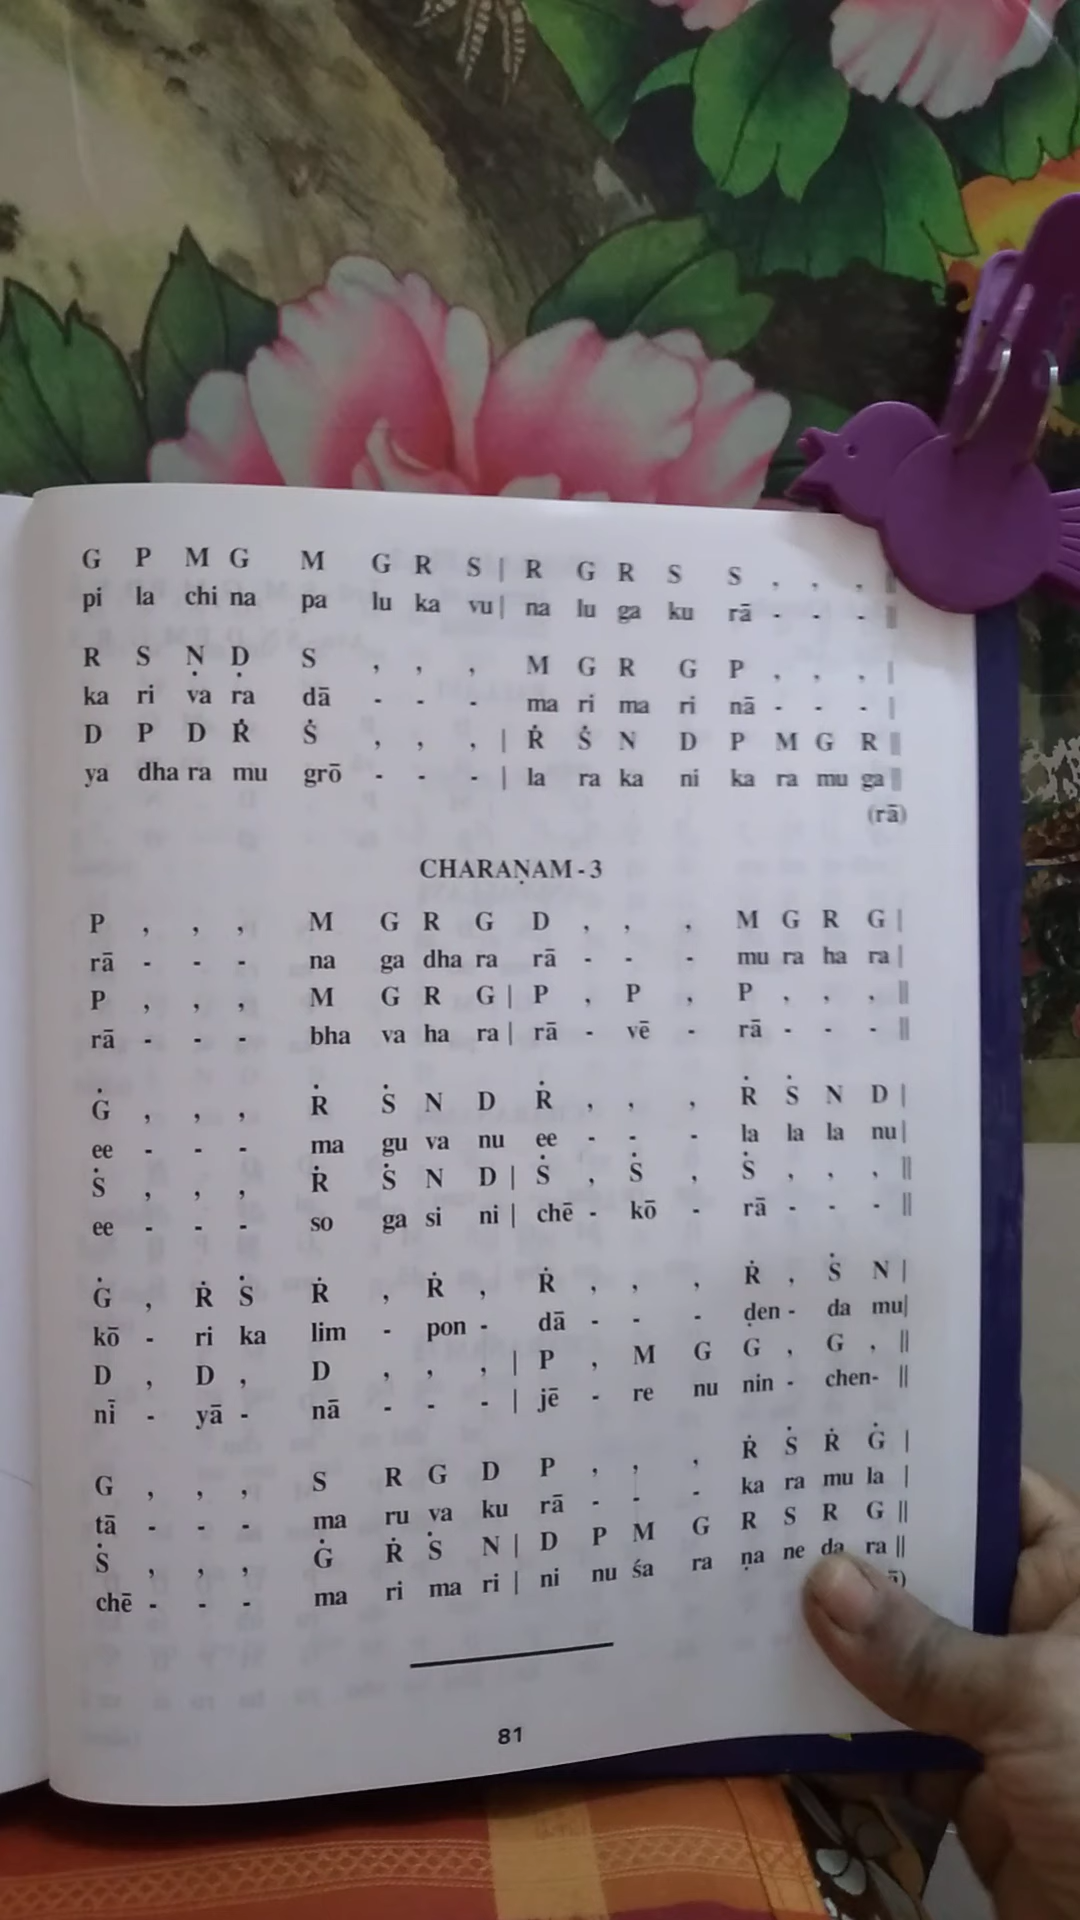 G P M G M G R S | R G R S S , , , ||
pi la chi na pa lu ka vu | na lu ga ku rā - - - ||
R S Ṇ Ḍ S , , , M G R G P , , , |
ka ri va ra dā - - - ma ri ma ri nā - - - |
D P D Ṙ Ṡ , , , | Ṙ Ṡ N D P M G R ||
ya dha ra mu grō - - - | la ra ka ni ka ra mu ga ||
(rā)
CHARAṆAM - 3
P , , , M G R G D , , , M G R G |
rā - - - na ga dha ra rā - - - mu ra ha ra |
P , , , M G R G | P , P , P , , , ||
rā - - - bha va ha ra | rā - vē - rā - - - ||
Ġ , , , Ṙ Ṡ N D Ṙ , , , Ṙ Ṡ N D |
ee - - - ma gu va nu ee - - - la la la nu |
Ṡ , , , Ṙ Ṡ N D | Ṡ , Ṡ , Ṡ , , , ||
ee - - - so ga si ni | chē - kō - rā - - - ||
Ġ , Ṙ Ṡ Ṙ , Ṙ , Ṙ , , , Ṙ , Ṡ N |
kō - ri ka lim - pon - dā - - - ḍen - da mu |
D , D , D , , , | P , M G G , G , ||
nī - yā - nā - - - | jē - re nu nin - chen- ||
G , , , S R G D P , , , Ṙ Ṡ Ṙ Ġ |
tā - - - ma ru va ku rā - - - ka ra mu la |
Ṡ , , , Ġ Ṙ Ṡ N | D P M G R S R G ||
chē - - - ma ri ma ri | ni nu śa ra ṇa ne da ra ||
81